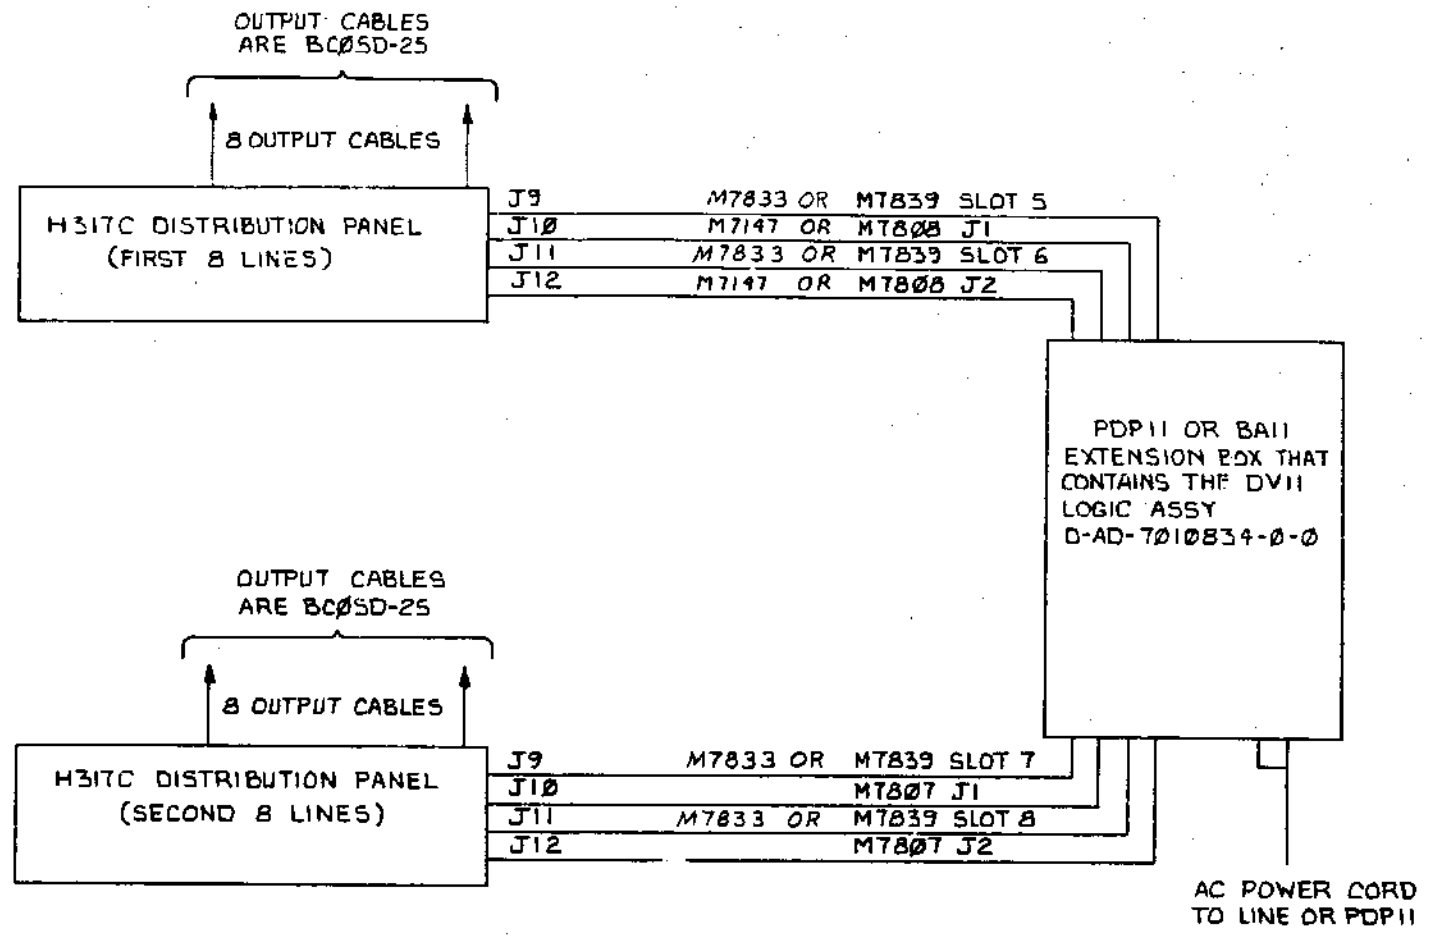 OUTPUT CABLES
ARE BCØ5D-25
8 OUTPUT CABLES
H317C DISTRIBUTION PANEL
(FIRST 8 LINES)
J9 M7833 OR M7839 SLOT 5
J1Ø M7147 OR M78Ø8 J1
J11 M7833 OR M7839 SLOT 6
J12 M7147 OR M78Ø8 J2
PDP11 OR BA11
EXTENSION BOX THAT
CONTAINS THE DV11
LOGIC ASSY
D-AD-7Ø1Ø834-Ø-Ø
OUTPUT CABLES
ARE BCØ5D-25
8 OUTPUT CABLES
H317C DISTRIBUTION PANEL
(SECOND 8 LINES)
J9 M7833 OR M7839 SLOT 7
J1Ø M78Ø7 J1
J11 M7833 OR M7839 SLOT 8
J12 M78Ø7 J2
AC POWER CORD
TO LINE OR PDP11